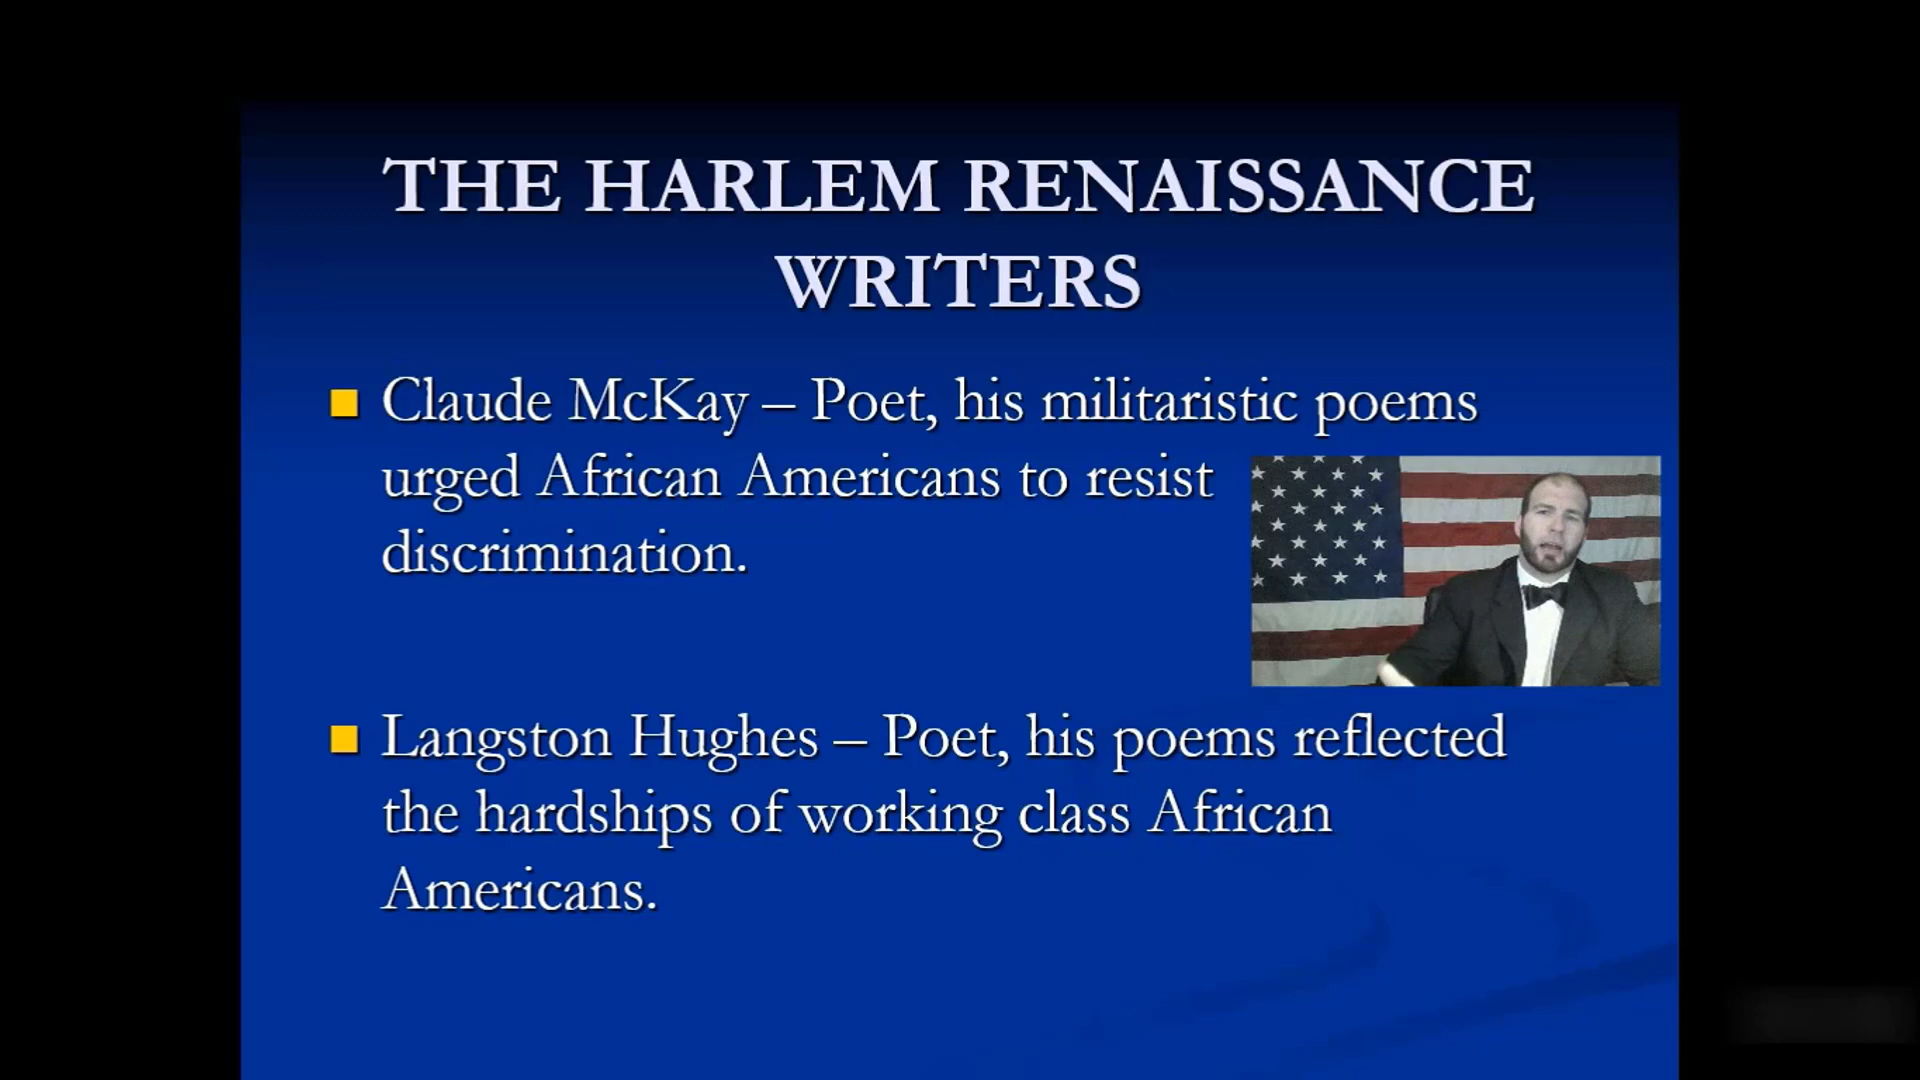 THE HARLEM RENAISSANCE
WRITERS
Claude McKay – Poet, his militaristic poems
urged African Americans to resist
discrimination.
Langston Hughes – Poet, his poems reflected
the hardships of working class African
Americans.